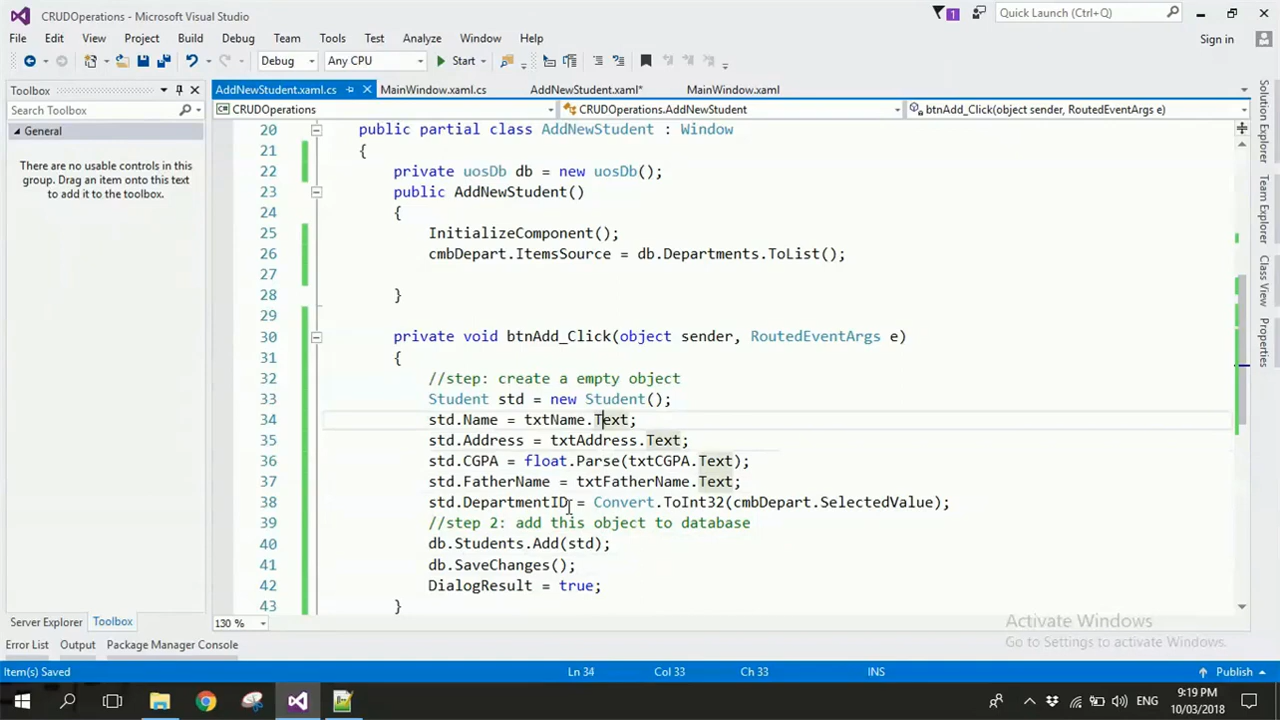 CRUDOperations - Microsoft Visual Studio
1
Quick Launch (Ctrl+Q)
File Edit View Project Build Debug Team Tools Test Analyze Window Help
Sign in
Debug Any CPU Start
Toolbox
AddNewStudent.xaml.cs MainWindow.xaml.cs AddNewStudent.xaml* MainWindow.xaml
Search Toolbox
CRUDOperations CRUDOperations.AddNewStudent btnAdd_Click(object sender, RoutedEventArgs e)
General
There are no usable controls in this
group. Drag an item onto this text
to add it to the toolbox.
20 public partial class AddNewStudent : Window
21 {
22 private uosDb db = new uosDb();
23 public AddNewStudent()
24 {
25 InitializeComponent();
26 cmbDepart.ItemsSource = db.Departments.ToList();
27
28 }
29
30 private void btnAdd_Click(object sender, RoutedEventArgs e)
31 {
32 //step: create a empty object
33 Student std = new Student();
34 std.Name = txtName.Text;
35 std.Address = txtAddress.Text;
36 std.CGPA = float.Parse(txtCGPA.Text);
37 std.FatherName = txtFatherName.Text;
38 std.DepartmentID = Convert.ToInt32(cmbDepart.SelectedValue);
39 //step 2: add this object to database
40 db.Students.Add(std);
41 db.SaveChanges();
42 DialogResult = true;
43 }
Solution Explorer
Team Explorer
Class View
Properties
Activate Windows
Go to Settings to activate Windows.
Server Explorer Toolbox
130 %
Error List Output Package Manager Console
Item(s) Saved Ln 34 Col 33 Ch 33 INS Publish
ENG
9:19 PM
10/03/2018